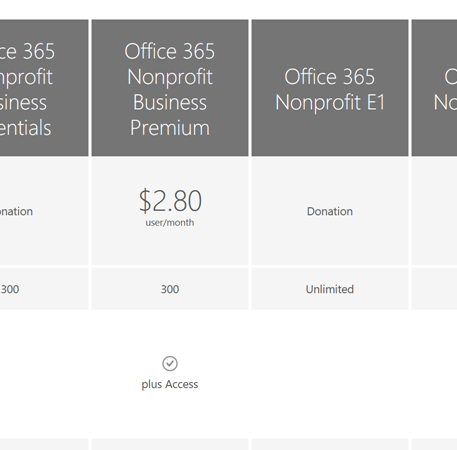 ce 365
nprofit
siness
entials
Office 365
Nonprofit
Business
Premium
Office 365
Nonprofit E1
O
No
nation
$2.80
user/month
Donation
300
300
Unlimited
plus Access